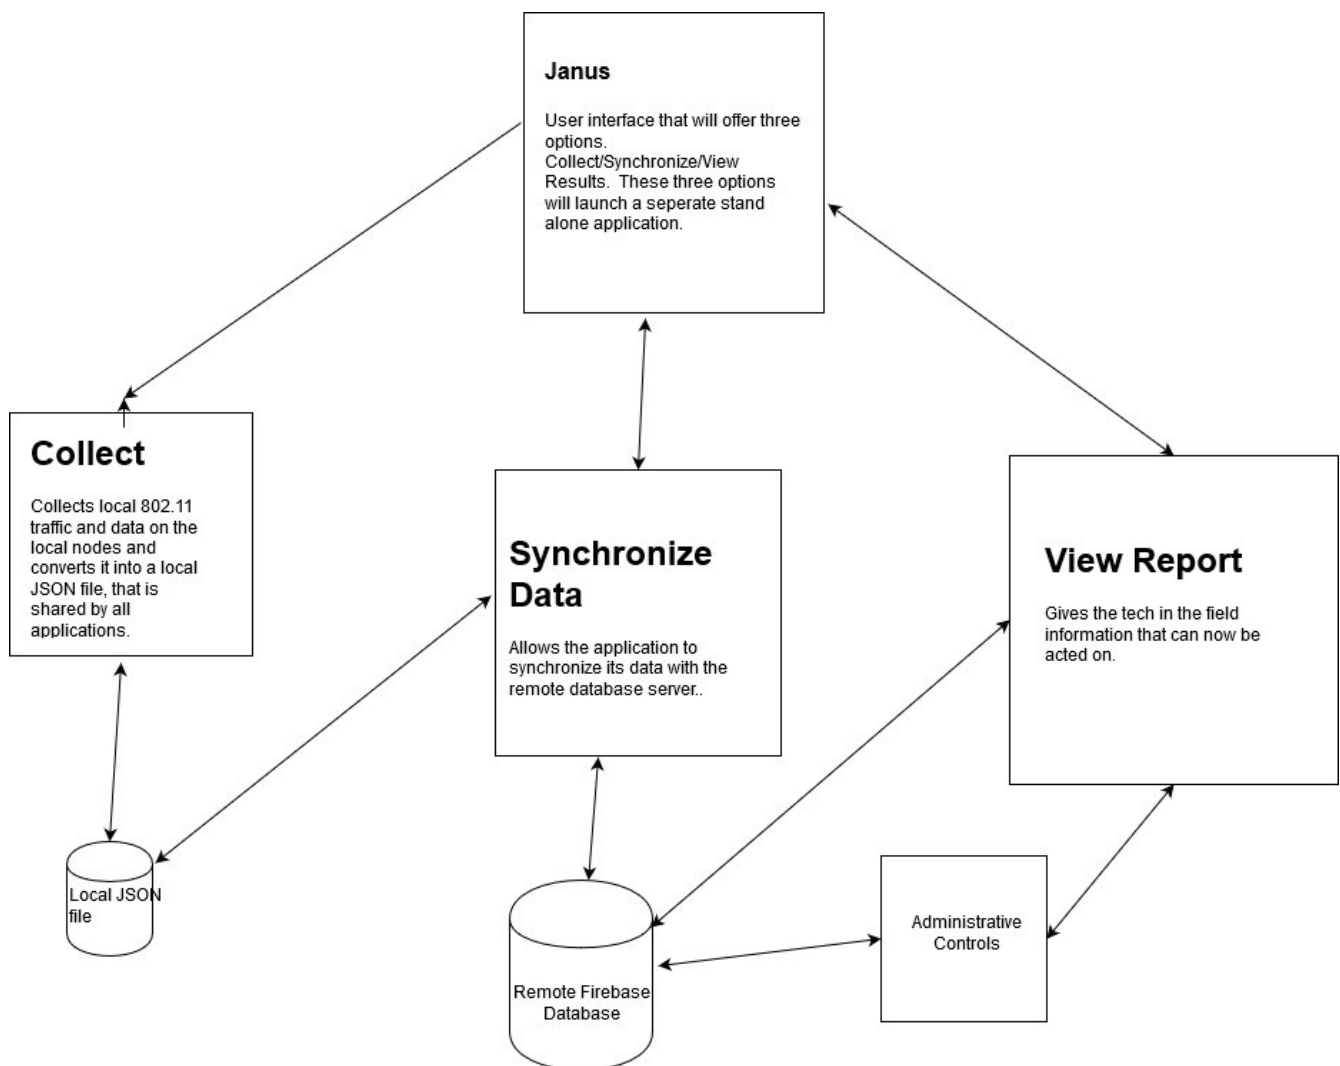 Janus
User interface that will offer three
options.
Collect/Synchronize/View
Results.  These three options
will launch a seperate stand
alone application.
Collect
Collects local 802.11
traffic and data on the
local nodes and
converts it into a local
JSON file, that is
shared by all
applications.
Synchronize
Data
Allows the application to
synchronize its data with the
remote database server..
View Report
Gives the tech in the field
information that can now be
acted on.
Local JSON
file
Remote Firebase
Database
Administrative
Controls